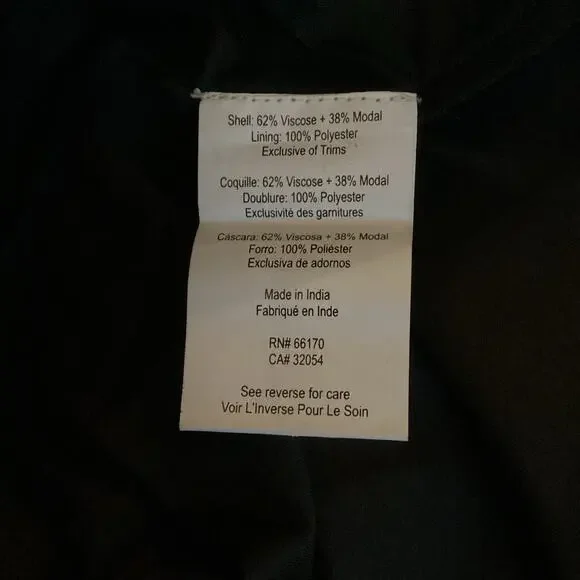 Shell: 62% Viscose + 38% Modal
Lining: 100% Polyester
Exclusive of Trims
Coquille: 62% Viscose + 38% Modal
Doublure: 100% Polyester
Exclusivité des garnitures
Cáscara: 62% Viscosa + 38% Modal
Forro: 100% Poliéster
Exclusiva de adornos
Made in India
Fabriqué en Inde
RN# 66170
CA# 32054
See reverse for care
Voir L'Inverse Pour Le Soin